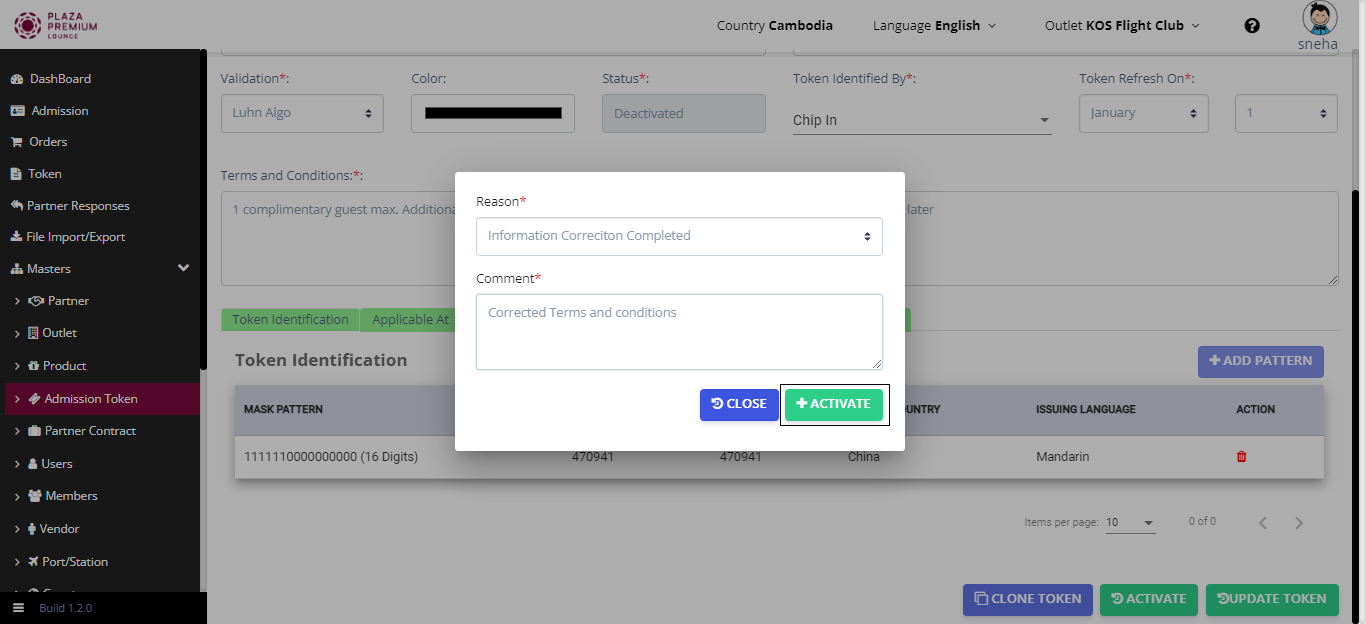 PLAZA
PREMIUM
LOUNGE
Country Cambodia
Language English
Outlet KOS Flight Club
sneha
DashBoard
Admission
Orders
Token
Partner Responses
File Import/Export
Masters
Partner
Outlet
Product
Admission Token
Partner Contract
Users
Members
Vendor
Port/Station
Build 1.2.0
Validation*:
Color:
Status*:
Token Identified By*:
Token Refresh On*:
Luhn Algo
Deactivated
Chip In
January
1
Terms and Conditions:*:
1 complimentary guest max. Additiona
later
Reason*
Information Correciton Completed
Comment*
Corrected Terms and conditions
CLOSE
ACTIVATE
Token Identification
Applicable At
Token Identification
ADD PATTERN
MASK PATTERN
UNTRY
ISSUING LANGUAGE
ACTION
1111110000000000 (16 Digits)
470941
470941
China
Mandarin
Items per page:
10
0 of 0
CLONE TOKEN
ACTIVATE
UPDATE TOKEN